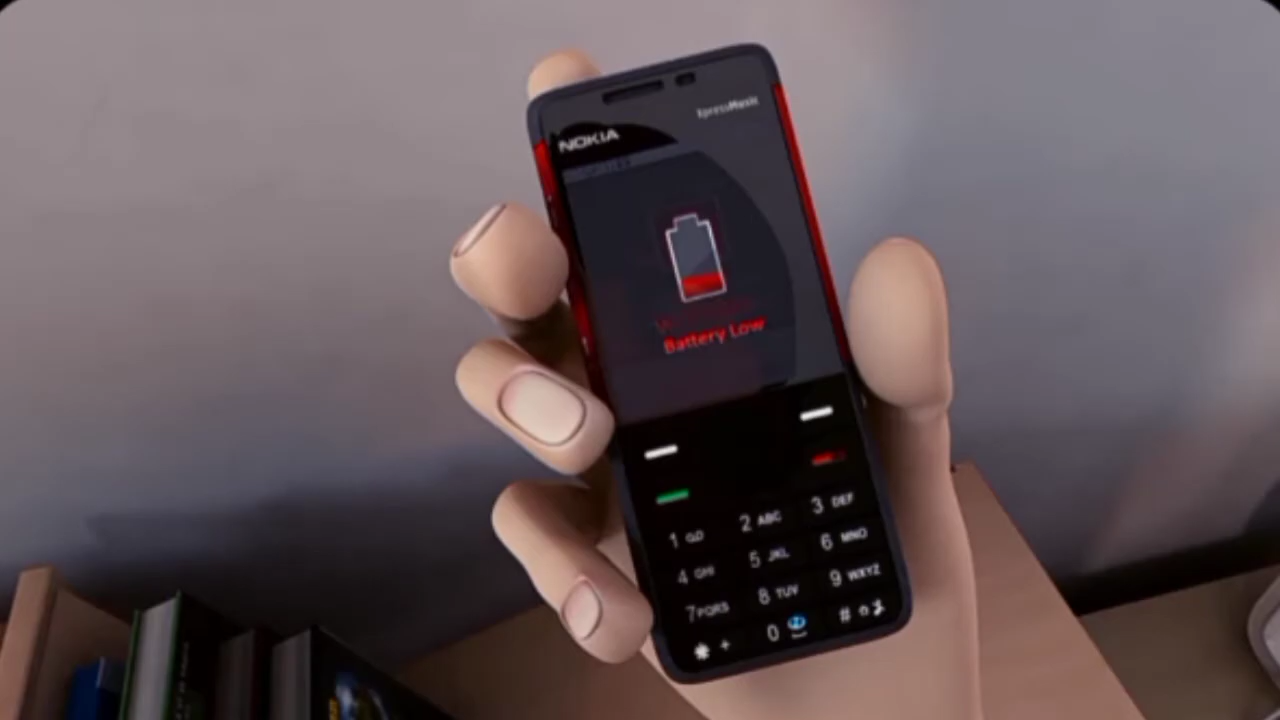 XpressMusic
NOKIA
Battery Low
1
2 ABC
3 DEF
4 GHI
5 JKL
6 MNO
7 PQRS
8 TUV
9 WXYZ
* +
0
#